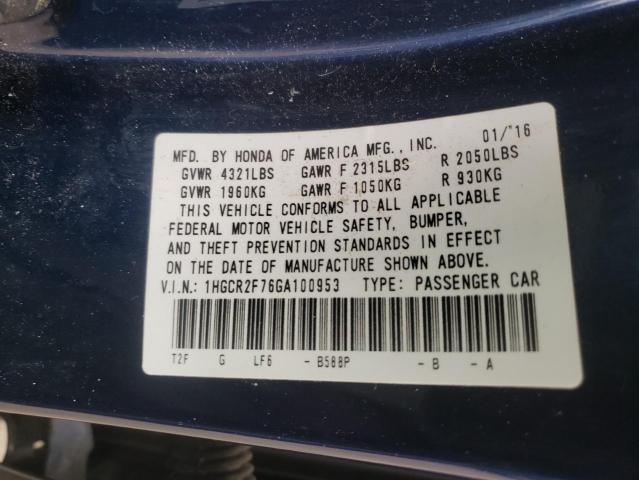 MFD. BY HONDA OF AMERICA MFG., INC. 01/'16
GVWR 4321LBS GAWR F 2315LBS R 2050LBS
GVWR 1960KG GAWR F 1050KG R 930KG
THIS VEHICLE CONFORMS TO ALL APPLICABLE
FEDERAL MOTOR VEHICLE SAFETY, BUMPER,
AND THEFT PREVENTION STANDARDS IN EFFECT
ON THE DATE OF MANUFACTURE SHOWN ABOVE.
V.I.N.: 1HGCR2F76GA100953 TYPE: PASSENGER CAR
T2F G LF6 - B588P - B - A